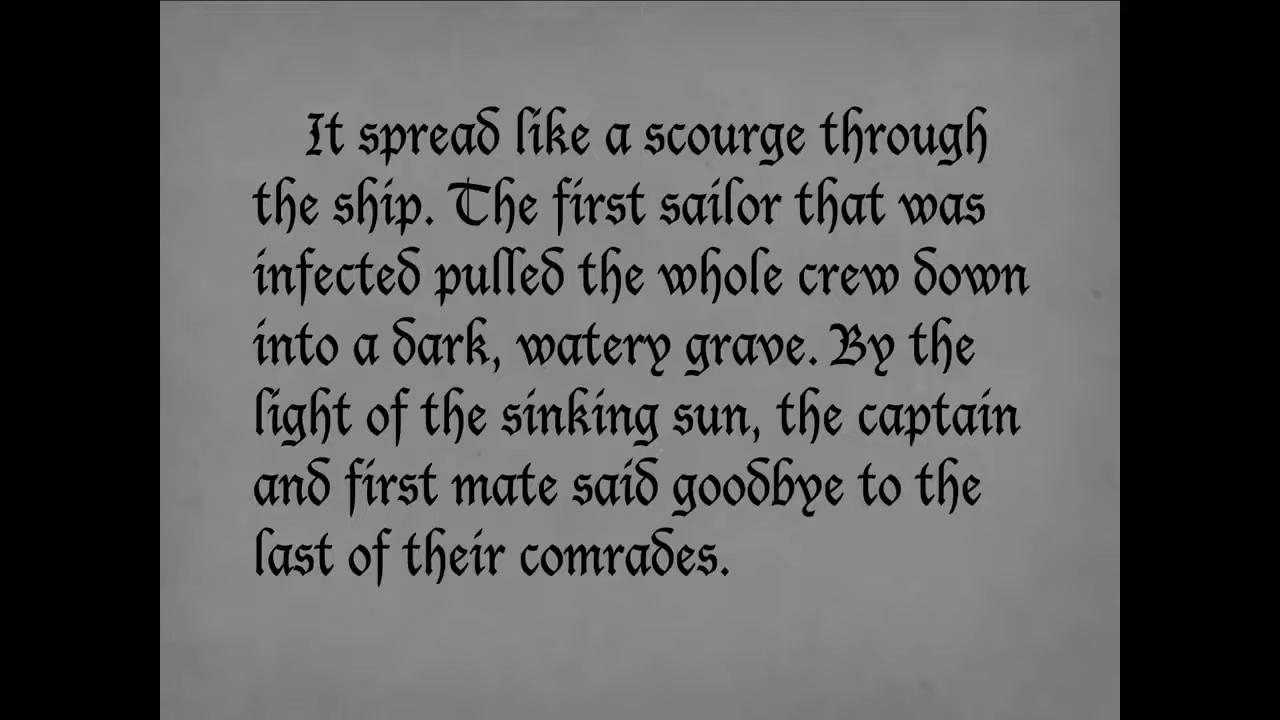 It spread like a scourge through
the ship. The first sailor that was
infected pulled the whole crew down
into a dark, watery grave. By the
light of the sinking sun, the captain
and first mate said goodbye to the
last of their comrades.